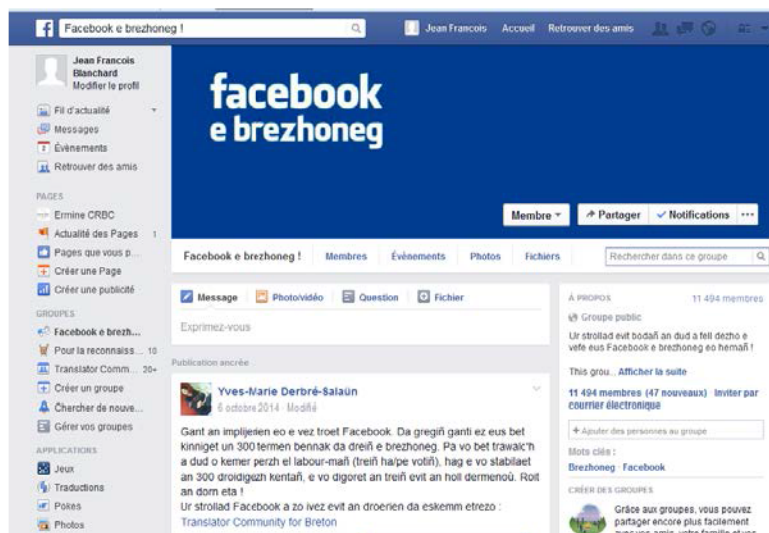 Facebook e brezhoneg !
Jean Francois Accueil Retrouver des amis
Jean Francois
Blanchard
Modifier le profil
Fil d'actualité
Messages
Évènements
Retrouver des amis
PAGES
Ermine CRBC
Actualité des Pages 1
Pages que vous p...
Créer une Page
Créer une publicité
GROUPES
Facebook e brezh...
Pour la reconnaiss... 10
Translator Comm... 20+
Créer un groupe
Chercher de nouve...
Gérer vos groupes
APPLICATIONS
Jeux
Traductions
Pokes
Photos
facebook
e brezhoneg
Membre Partager Notifications ...
Facebook e brezhoneg ! Membres Évènements Photos Fichiers Rechercher dans ce groupe
Message Photo/vidéo Question Fichier
Exprimez-vous
Publication ancrée
Yves-Marie Derbré-Salaün
6 octobre 2014 · Modifié
Gant an implijerien eo e vez troet Facebook. Da gregiñ ganti ez eus bet
kinniget un 300 termen bennak da dreiñ e brezhoneg. Pa vo bet trawalc'h
a dud o kemer perzh el labour-mañ (treiñ ha/pe votiñ), hag e vo stabilaet
an 300 droidigezh kentañ, e vo digoret an treiñ evit an holl dermenoù. Roit
an dorn eta !
Ur strollad Facebook a zo ivez evit an droerien da eskemm etrezo :
Translator Community for Breton
À PROPOS 11 494 membres
Groupe public
Ur strollad evit bodañ an dud a fell dezho e
vefe eus Facebook e brezhoneg eo hemañ !
This grou... Afficher la suite
11 494 membres (47 nouveaux) · Inviter par
courrier électronique
+ Ajouter des personnes au groupe
Mots clés :
Brezhoneg · Facebook
CRÉER DES GROUPES
Grâce aux groupes, vous pouvez
partager encore plus facilement